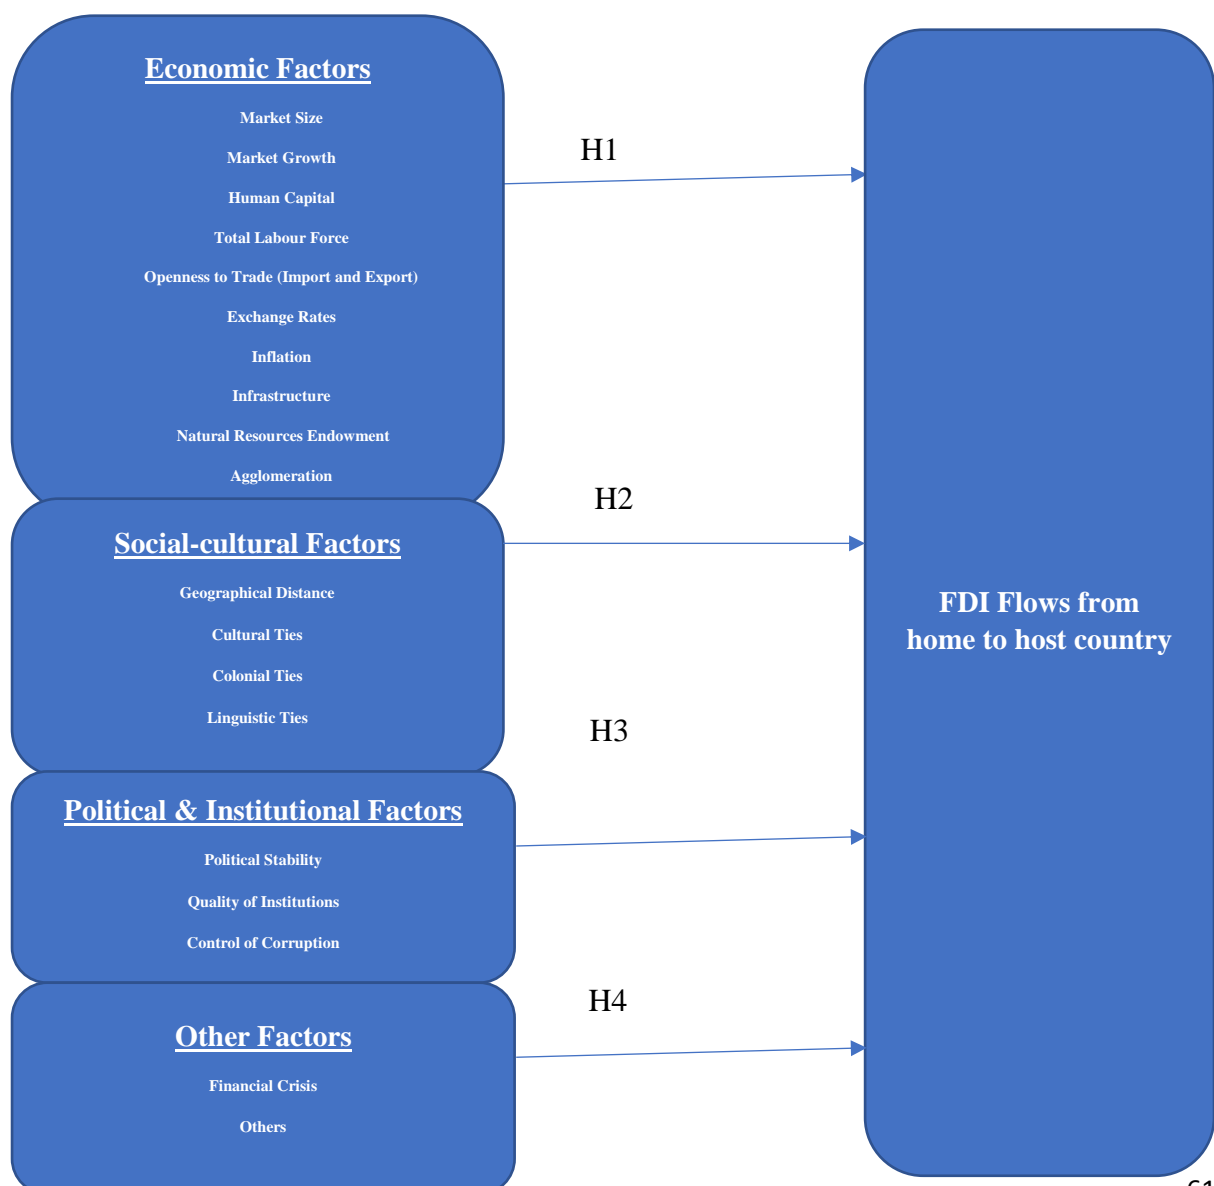 Economic Factors
Market Size
Market Growth
Human Capital
Total Labour Force
Openness to Trade (Import and Export)
Exchange Rates
Inflation
Infrastructure
Natural Resources Endowment
Agglomeration
Social-cultural Factors
Geographical Distance
Cultural Ties
Colonial Ties
Linguistic Ties
Political & Institutional Factors
Political Stability
Quality of Institutions
Control of Corruption
Other Factors
Financial Crisis
Others
H1
H2
H3
H4
FDI Flows from
home to host country